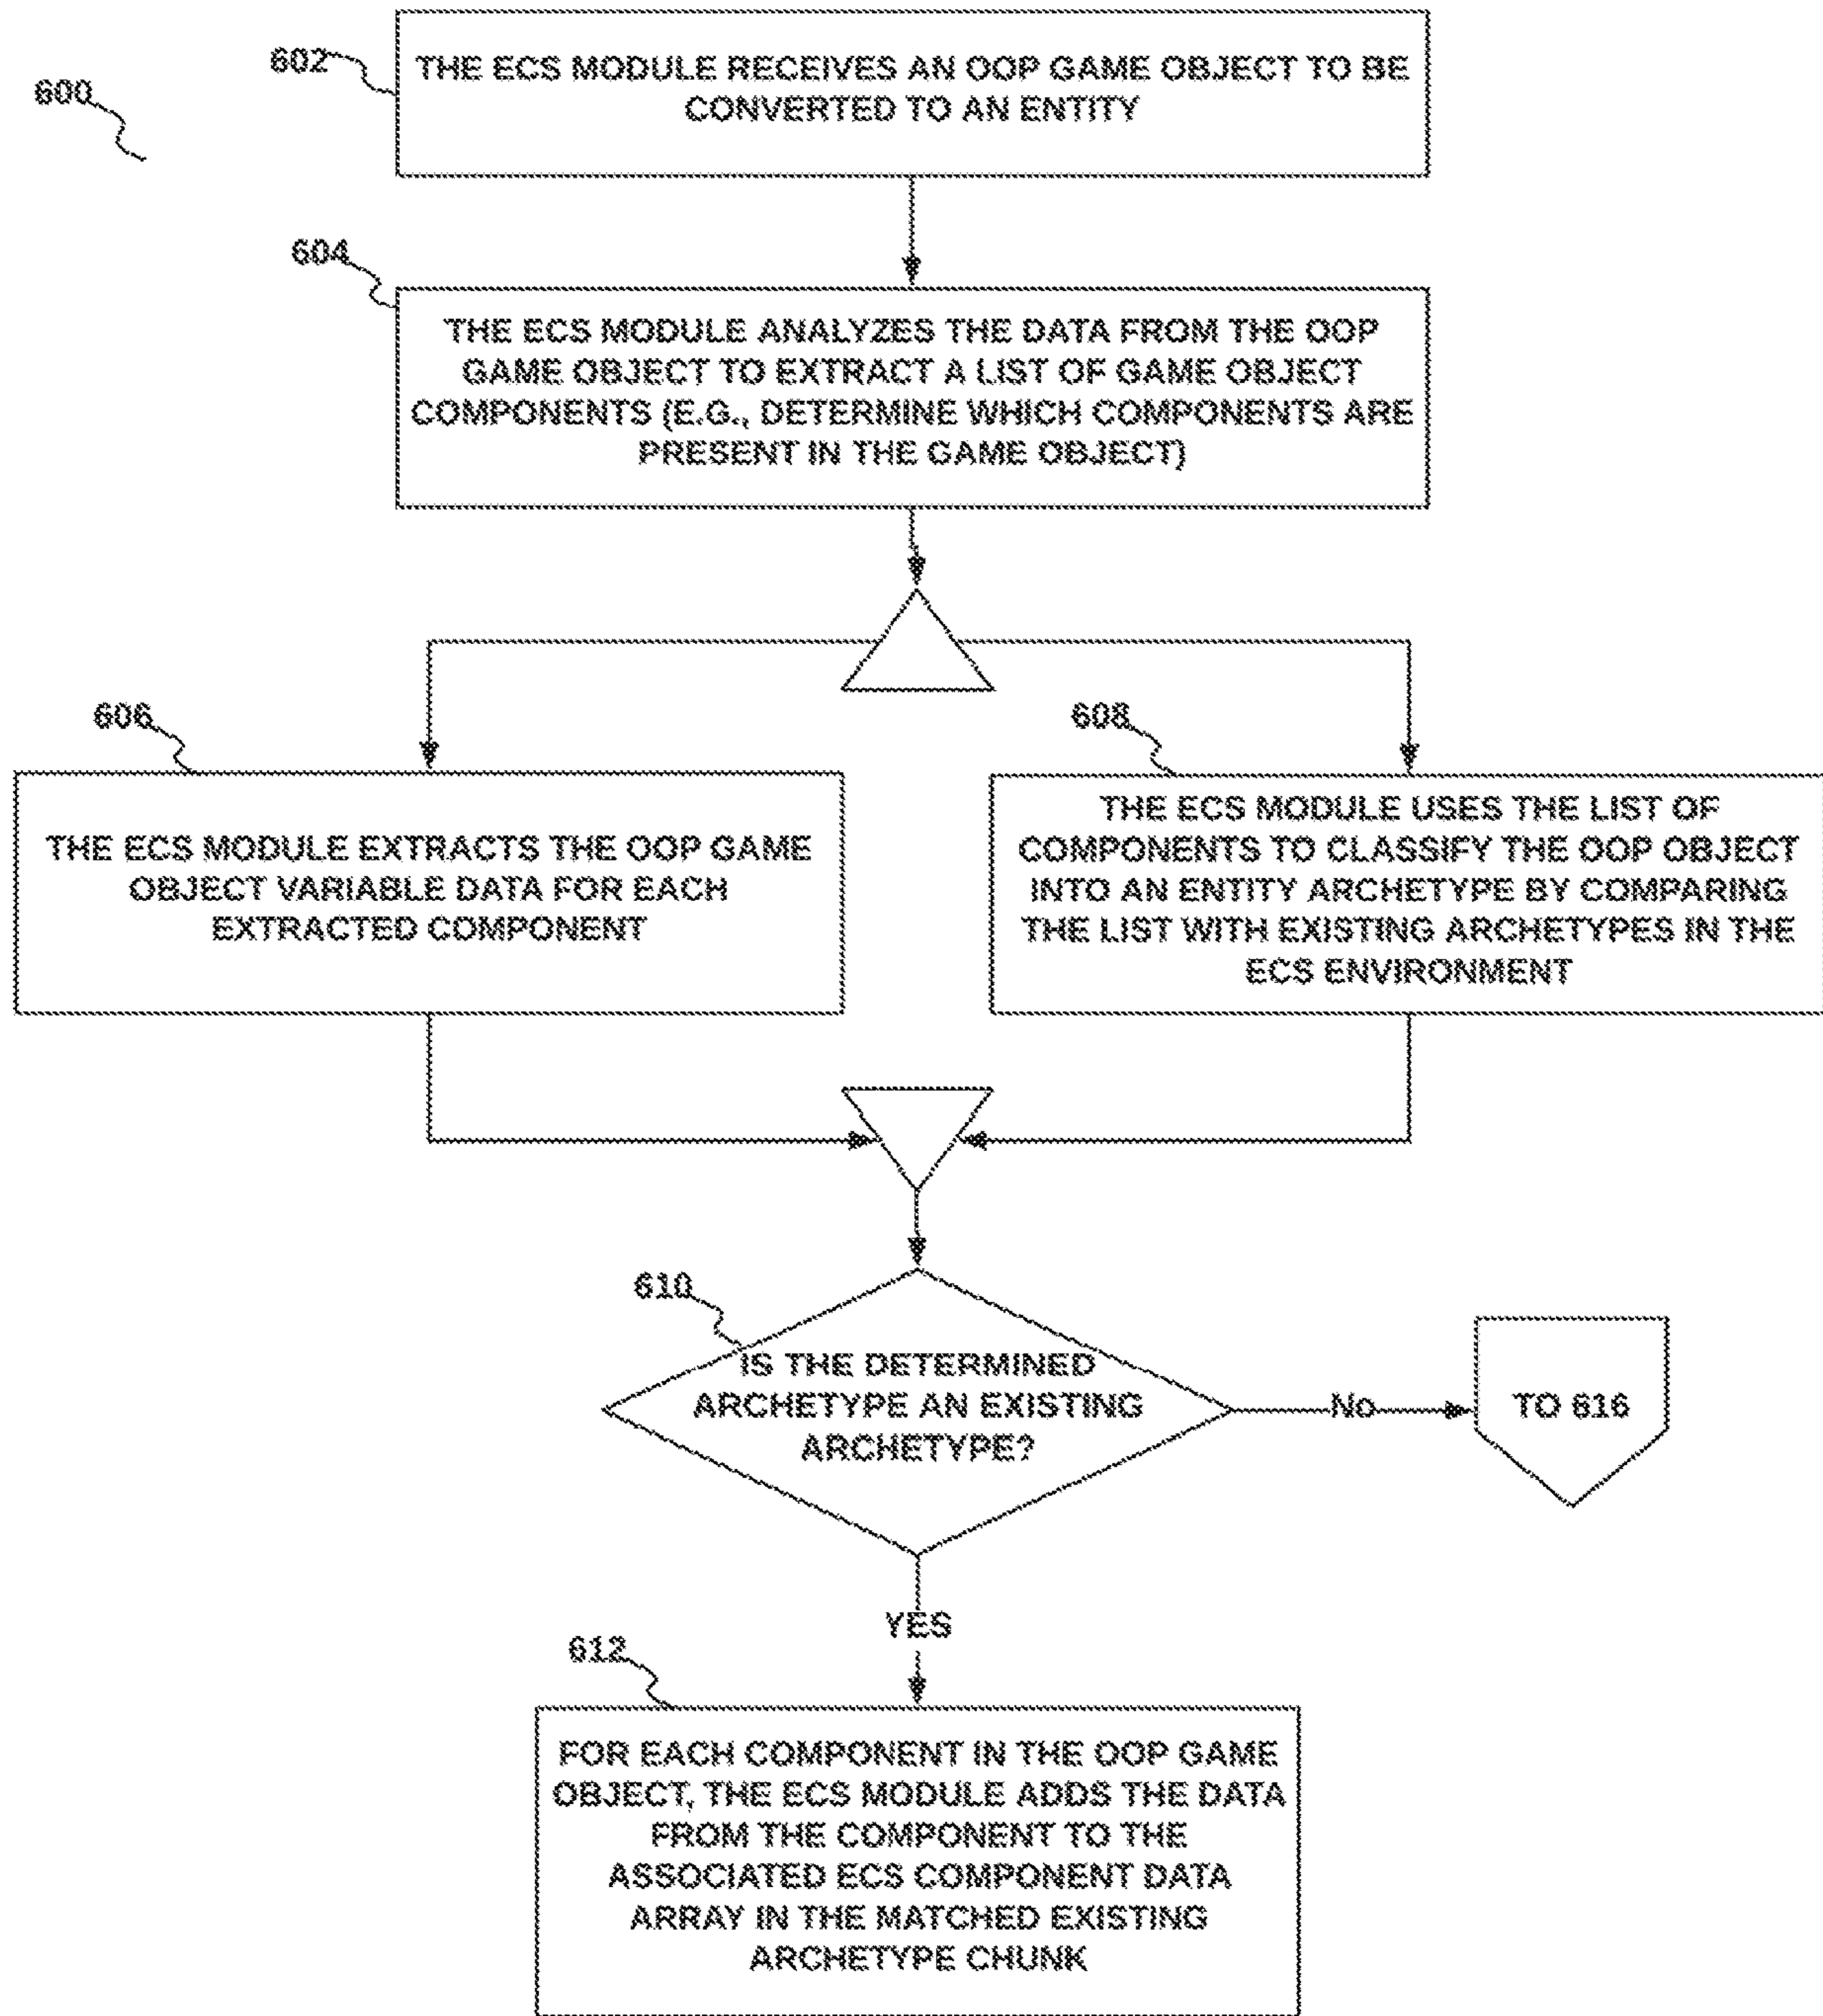 600
602
THE ECS MODULE RECEIVES AN OOP GAME OBJECT TO BE
CONVERTED TO AN ENTITY
604
THE ECS MODULE ANALYZES THE DATA FROM THE OOP
GAME OBJECT TO EXTRACT A LIST OF GAME OBJECT
COMPONENTS (E.G., DETERMINE WHICH COMPONENTS ARE
PRESENT IN THE GAME OBJECT)
606
THE ECS MODULE EXTRACTS THE OOP GAME
OBJECT VARIABLE DATA FOR EACH
EXTRACTED COMPONENT
608
THE ECS MODULE USES THE LIST OF
COMPONENTS TO CLASSIFY THE OOP OBJECT
INTO AN ENTITY ARCHETYPE BY COMPARING
THE LIST WITH EXISTING ARCHETYPES IN THE
ECS ENVIRONMENT
610
IS THE DETERMINED
ARCHETYPE AN EXISTING
ARCHETYPE?
No
TO 616
YES
612
FOR EACH COMPONENT IN THE OOP GAME
OBJECT, THE ECS MODULE ADDS THE DATA
FROM THE COMPONENT TO THE
ASSOCIATED ECS COMPONENT DATA
ARRAY IN THE MATCHED EXISTING
ARCHETYPE CHUNK